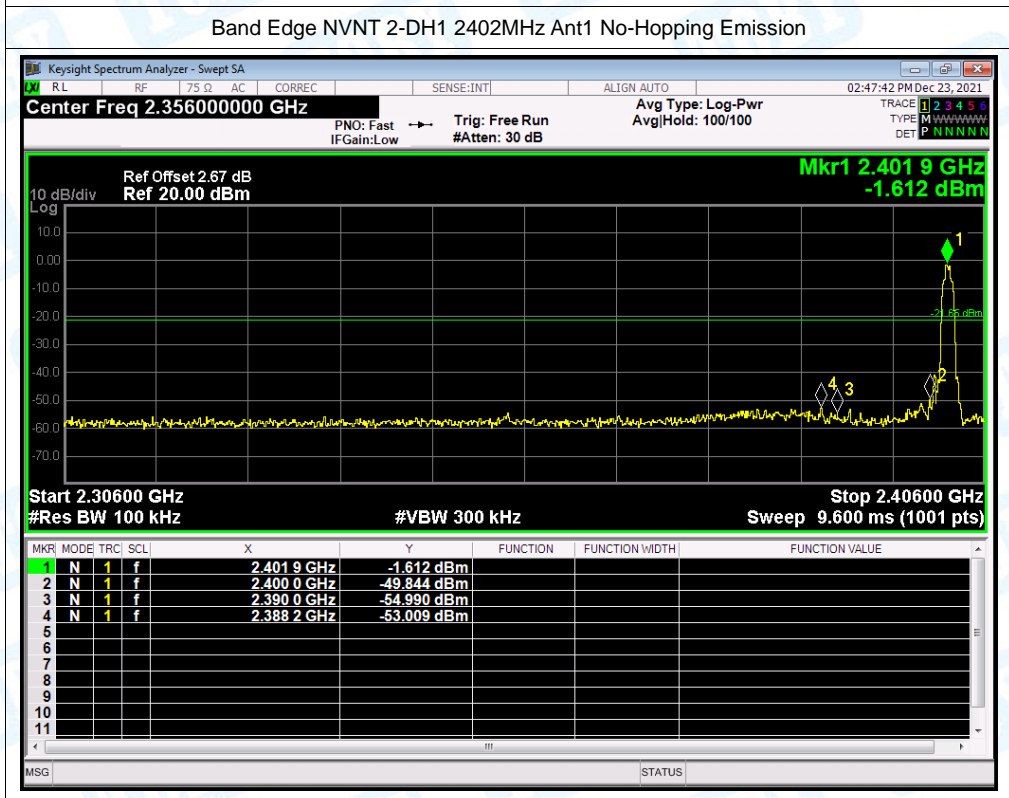 Band Edge NVNT 2-DH1 2402MHz Ant1 No-Hopping Emission
Keysight Spectrum Analyzer - Swept SA
LXI RL RF 75 Ω AC CORREC SENSE:INT ALIGN AUTO 02:47:42 PM Dec 23, 2021
Center Freq 2.356000000 GHz
PNO: Fast
IFGain:Low
Trig: Free Run
#Atten: 30 dB
Avg Type: Log-Pwr
Avg|Hold: 100/100
TRACE 1 2 3 4 5 6
TYPE M WWWWW
DET P N N N N N
Mkr1 2.401 9 GHz
-1.612 dBm
Ref Offset 2.67 dB
10 dB/div Ref 20.00 dBm
Log
10.0
0.00
-10.0
-20.0
-30.0
-40.0
-50.0
-60.0
-70.0
1
-21.65 dBm
4
3
2
Start 2.30600 GHz Stop 2.40600 GHz
#Res BW 100 kHz #VBW 300 kHz Sweep 9.600 ms (1001 pts)
MKR MODE TRC SCL X Y FUNCTION FUNCTION WIDTH FUNCTION VALUE
1 N 1 f 2.401 9 GHz -1.612 dBm
2 N 1 f 2.400 0 GHz -49.844 dBm
3 N 1 f 2.390 0 GHz -54.990 dBm
4 N 1 f 2.388 2 GHz -53.009 dBm
5
6
7
8
9
10
11
MSG STATUS